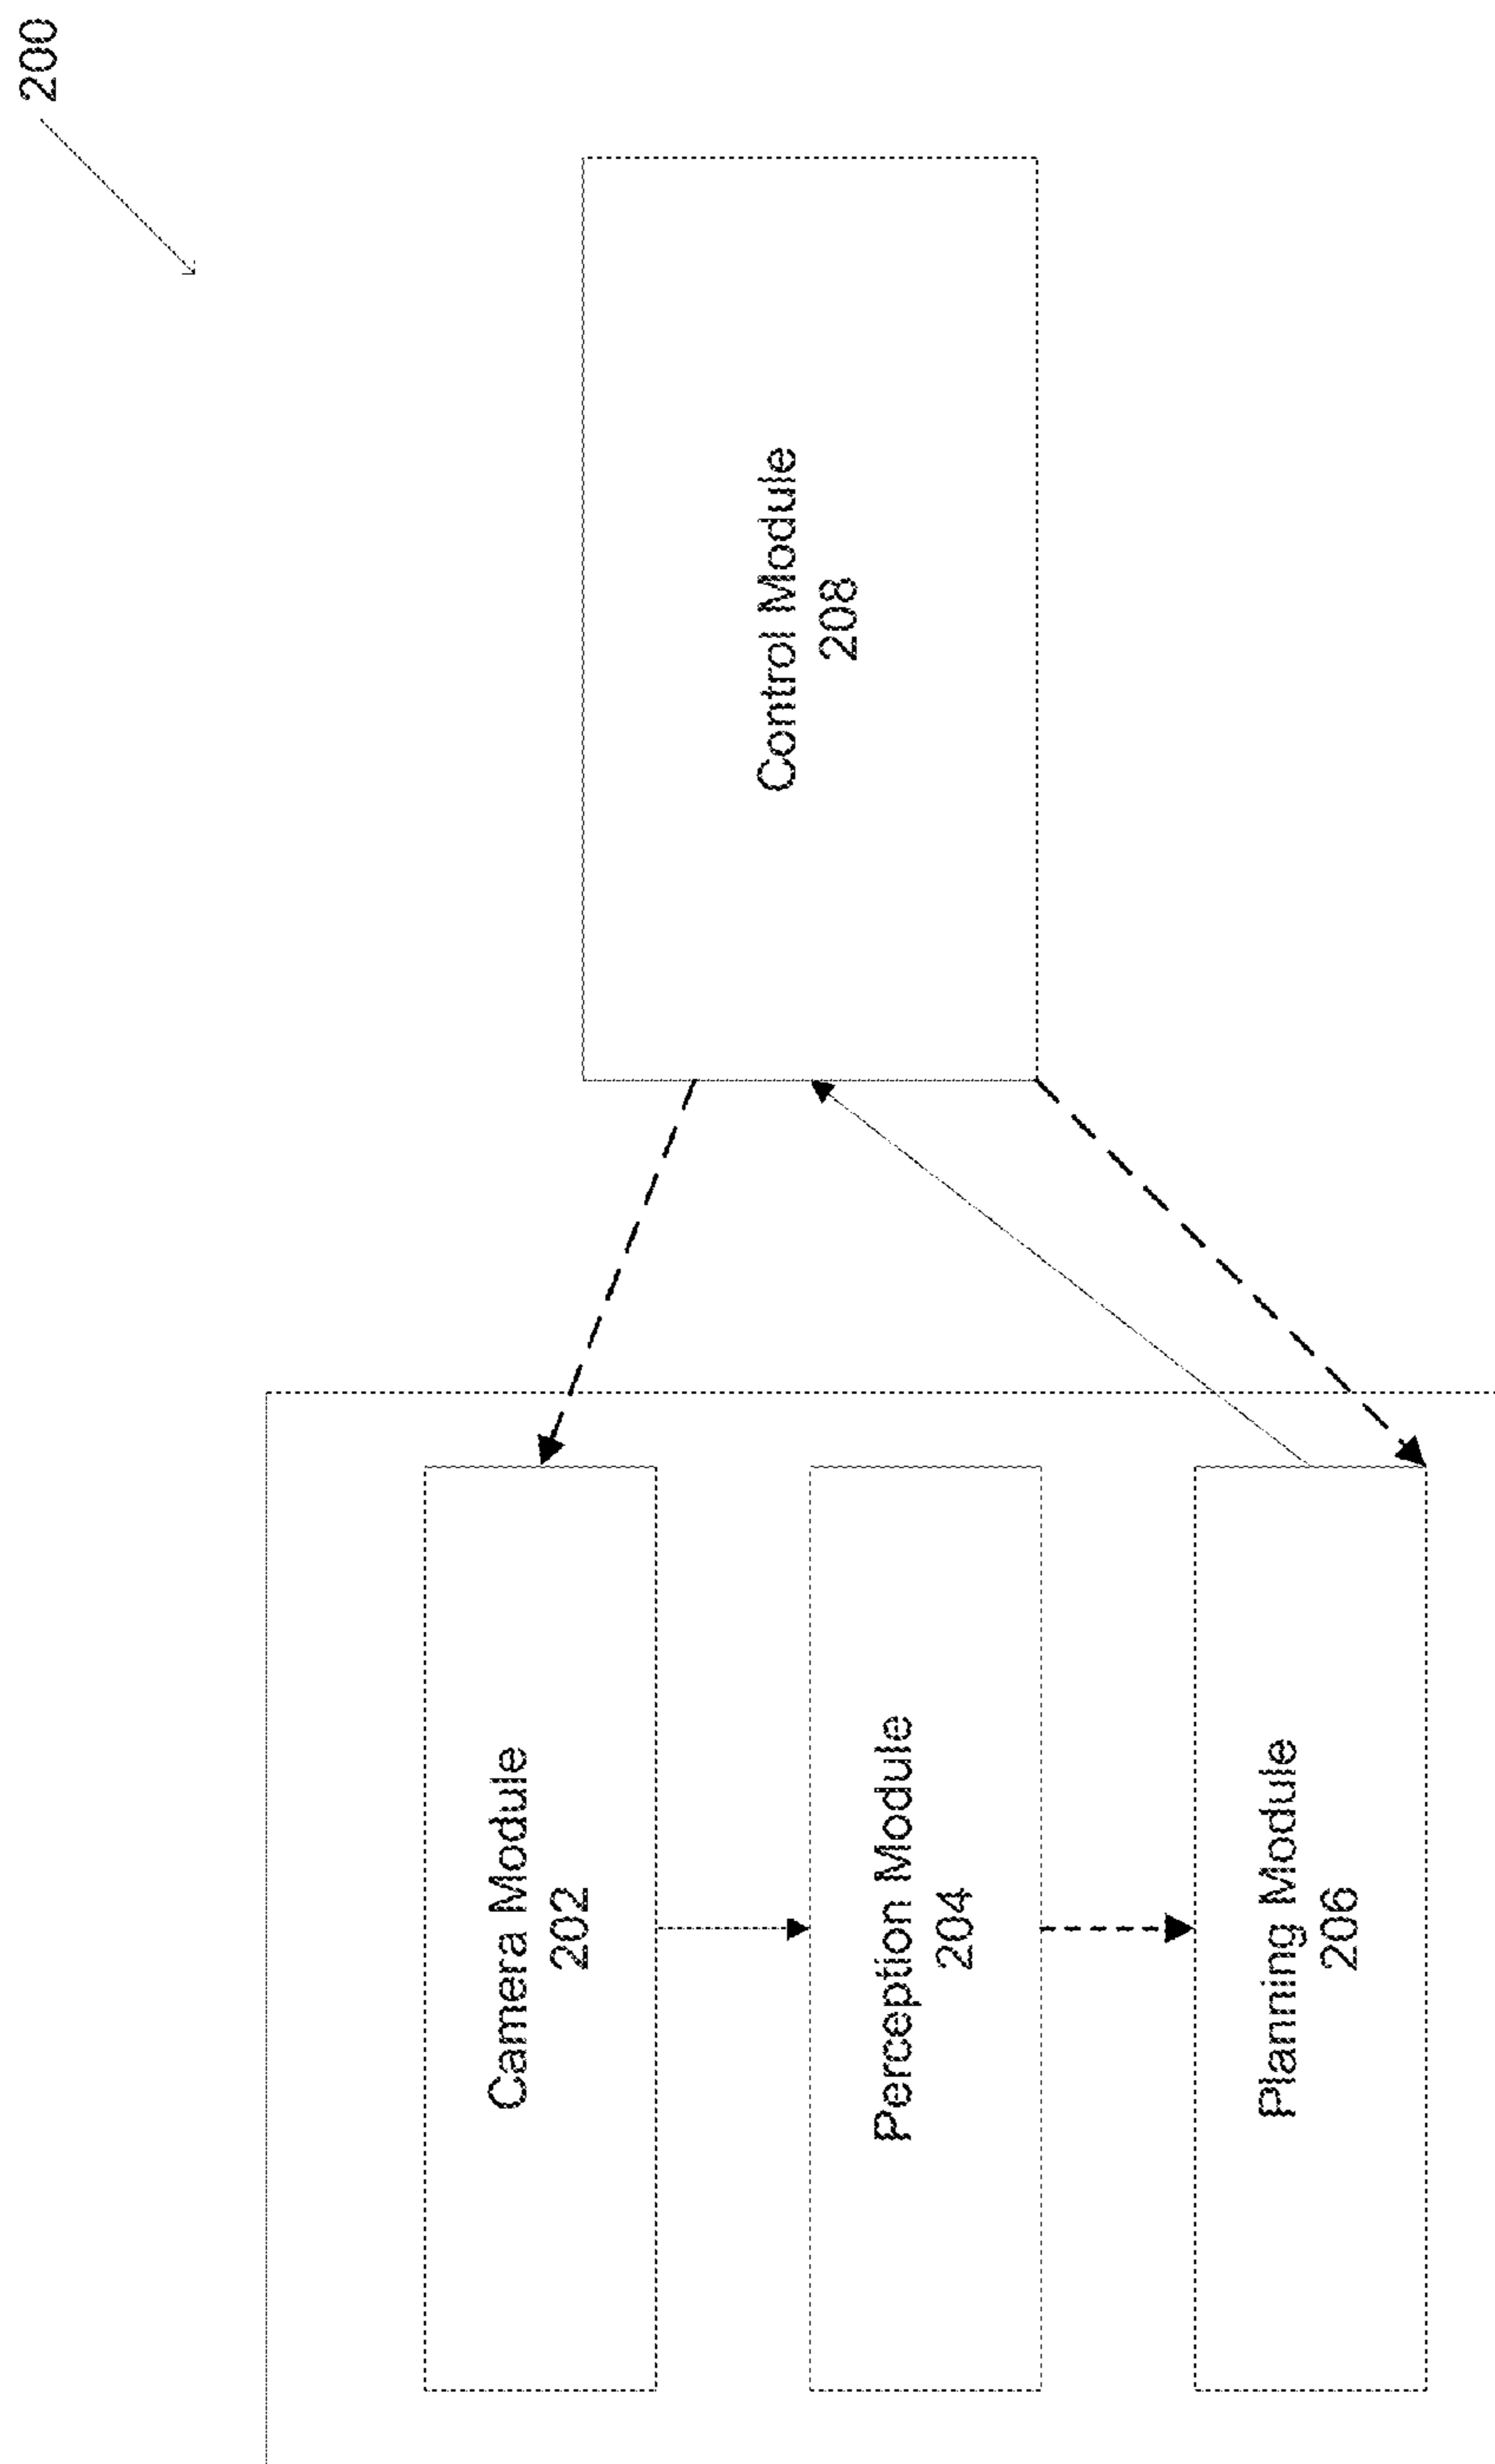 200
Camera Module
202
Perception Module
204
Planning Module
206
Control Module
208